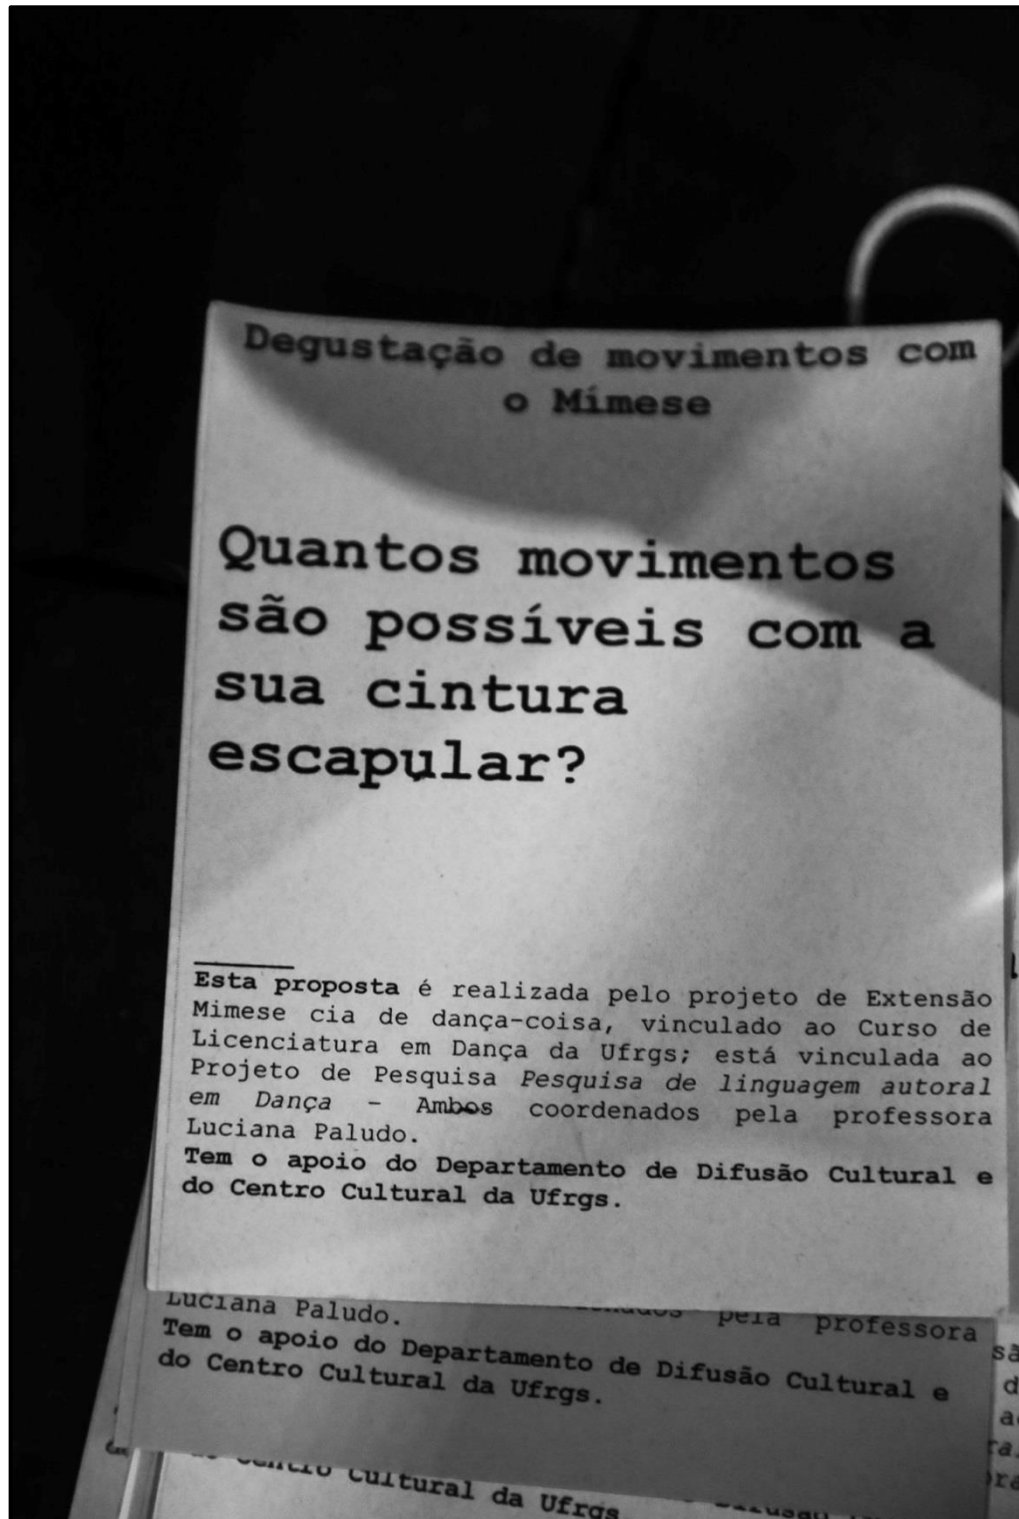 Degustação de movimentos com
o Mímese
Quantos movimentos
são possíveis com a
sua cintura
escapular?
Esta proposta é realizada pelo projeto de Extensão
Mimese cia de dança-coisa, vinculado ao Curso de
Licenciatura em Dança da Ufrgs; está vinculada ao
Projeto de Pesquisa Pesquisa de linguagem autoral
em Dança – Ambos coordenados pela professora
Luciana Paludo.
Tem o apoio do Departamento de Difusão Cultural e
do Centro Cultural da Ufrgs.
pela professora
Luciana Paludo.
Tem o apoio do Departamento de Difusão Cultural e
do Centro Cultural da Ufrgs.
Centro Cultural da Ufrgs